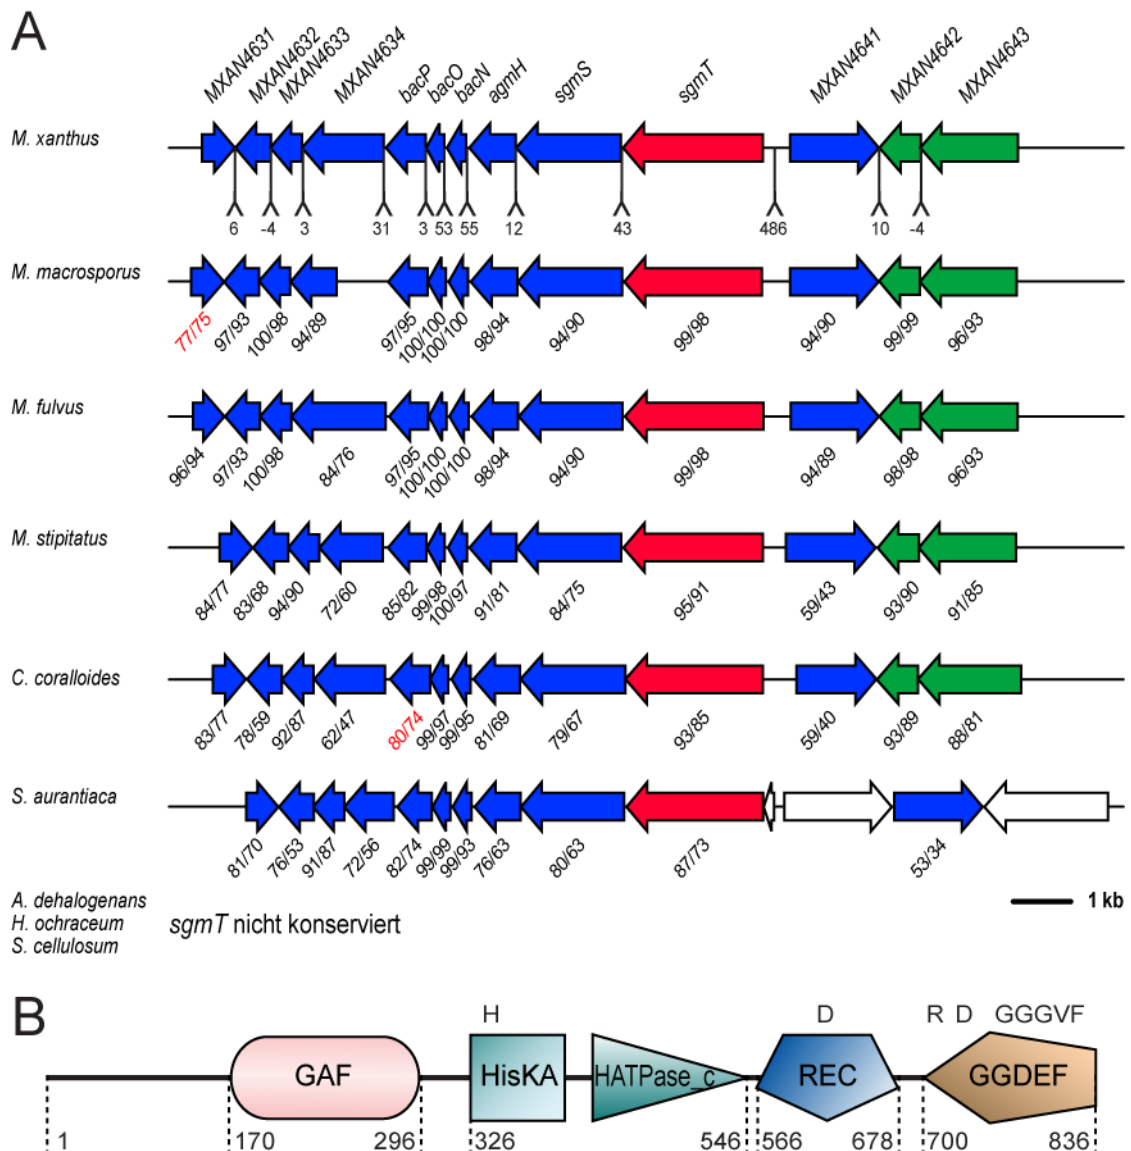 A
MXAN4631 MXAN4632 MXAN4633 MXAN4634 bacP bacO bacN agmH sgmS sgmT MXAN4641 MXAN4642 MXAN4643
M. xanthus
6 -4 3 31 3 53 55 12 43 486 10 -4
M. macrosporus
77/75 97/93 100/98 94/89 97/95 100/100 100/100 98/94 94/90 99/98 94/90 99/99 96/93
M. fulvus
96/94 97/93 100/98 84/76 97/95 100/100 100/100 98/94 94/90 99/98 94/89 98/98 96/93
M. stipitatus
84/77 83/68 94/90 72/60 85/82 99/98 100/97 91/81 84/75 95/91 59/43 93/90 91/85
C. coralloides
83/77 78/59 92/87 62/47 80/74 99/97 99/95 81/69 79/67 93/85 59/40 93/89 88/81
S. aurantiaca
81/70 76/53 91/87 72/56 82/74 99/99 99/93 76/63 80/63 87/73 53/34
A. dehalogenans
H. ochraceum
S. cellulosum
sgmT nicht konserviert
1 kb
B
H D R D GGGVF
GAF HisKA HATPase_c REC GGDEF
1 170 296 326 546 566 678 700 836